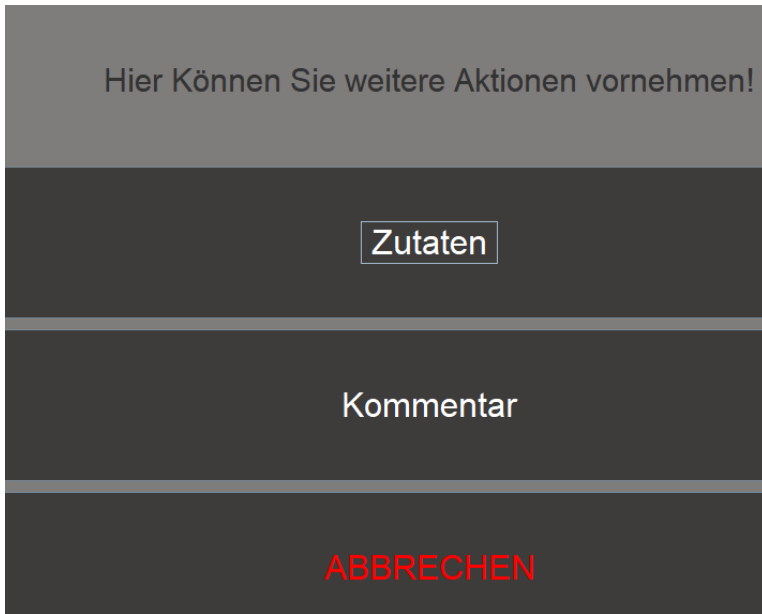 Hier Können Sie weitere Aktionen vornehmen!
Zutaten
Kommentar
ABBRECHEN